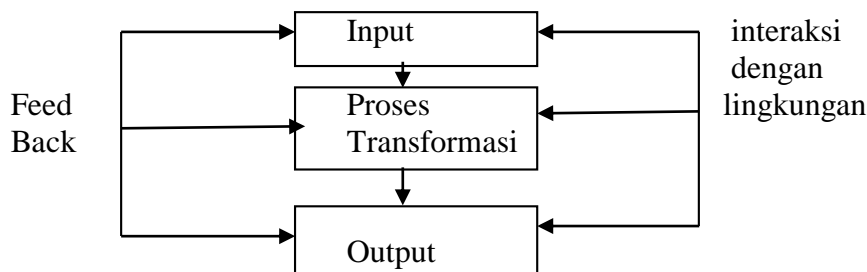 Input
interaksi
dengan
lingkungan
Feed
Back
Proses
Transformasi
Output